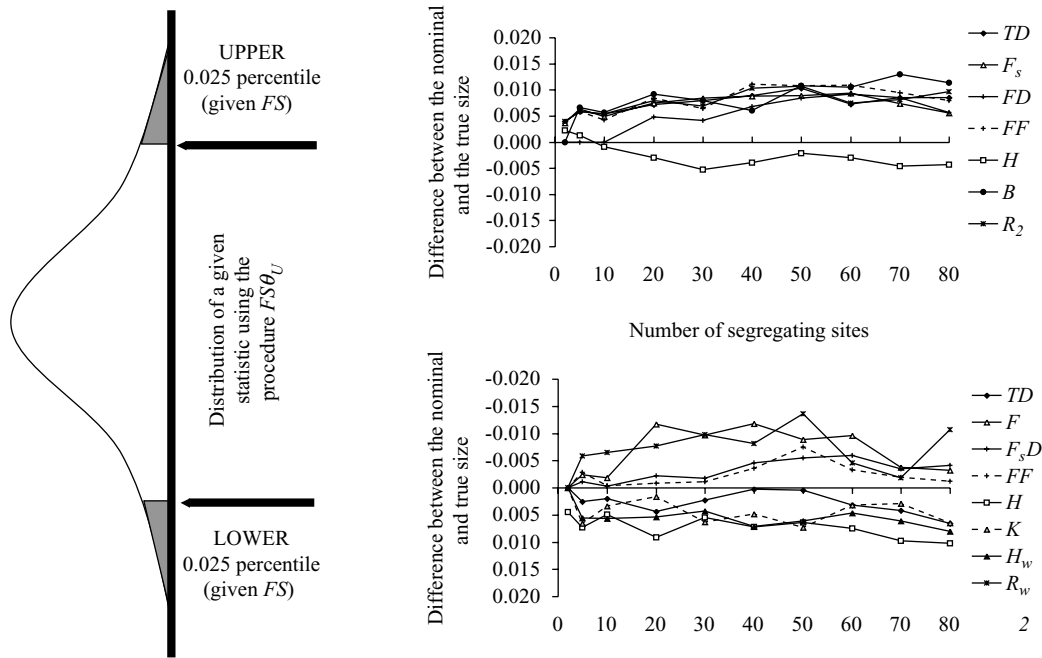 UPPER
0.025 percentile
(given FS)
Distribution of a given
statistic using the
procedure FSθU
LOWER
0.025 percentile
(given FS)
Difference between the nominal
and the true size
0.020
0.015
0.010
0.005
0.000
-0.005
-0.010
-0.015
-0.020
0 10 20 30 40 50 60 70 80
TD
Fs
FD
FF
H
B
R2
Number of segregating sites
Difference between the nominal
and true size
-0.020
-0.015
-0.010
-0.005
0.000
0.005
0.010
0.015
0.020
0 10 20 30 40 50 60 70 80
TD
F
FsD
FF
H
K
Hw
Rw
2